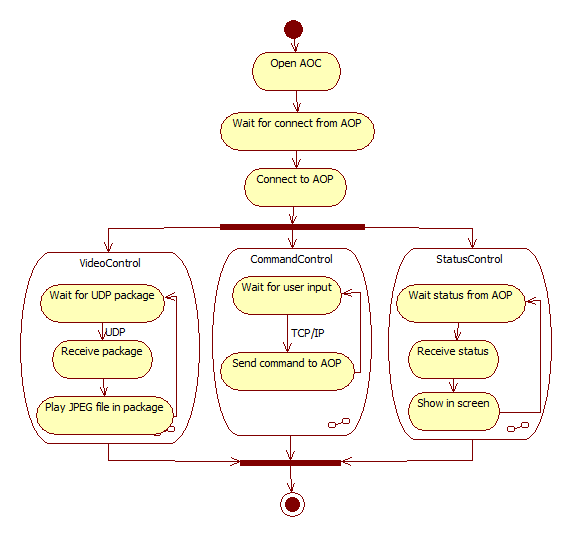 Open AOC
Wait for connect from AOP
Connect to AOP
VideoControl
Wait for UDP package
UDP
Receive package
Play JPEG file in package
CommandControl
Wait for user input
TCP/IP
Send command to AOP
StatusControl
Wait status from AOP
Receive status
Show in screen